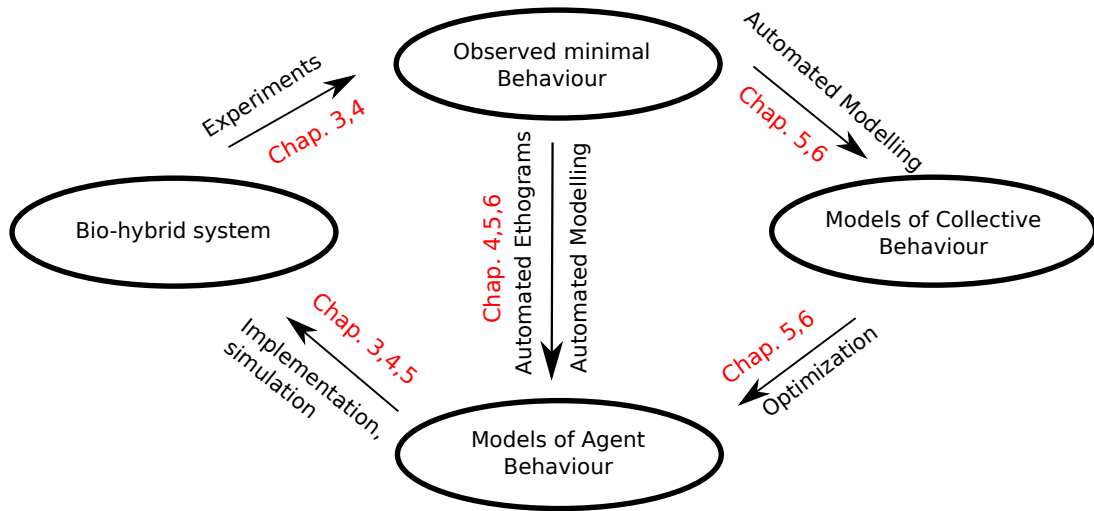 Observed minimal
Behaviour
Automated Modelling
Chap. 5,6
Experiments
Chap. 3,4
Bio-hybrid system
Chap. 4,5,6
Automated Ethograms
Automated Modelling
Models of Collective
Behaviour
Chap. 3,4,5
Implementation,
simulation
Chap. 5,6
Optimization
Models of Agent
Behaviour